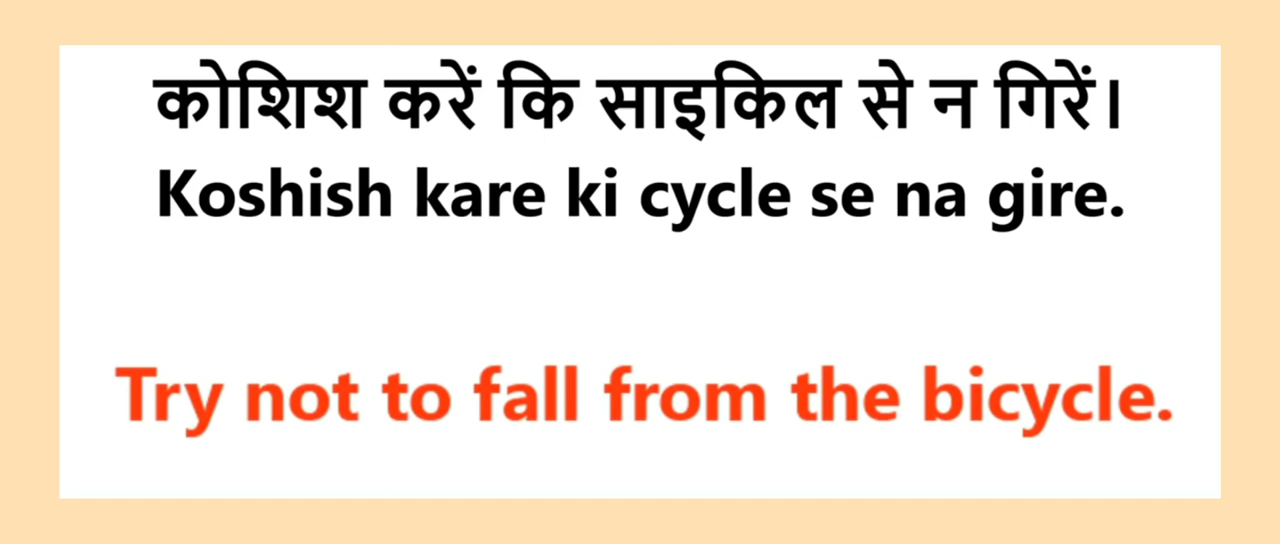 कोशिश करें कि साइकिल से न गिरें।
Koshish kare ki cycle se na gire.
Try not to fall from the bicycle.